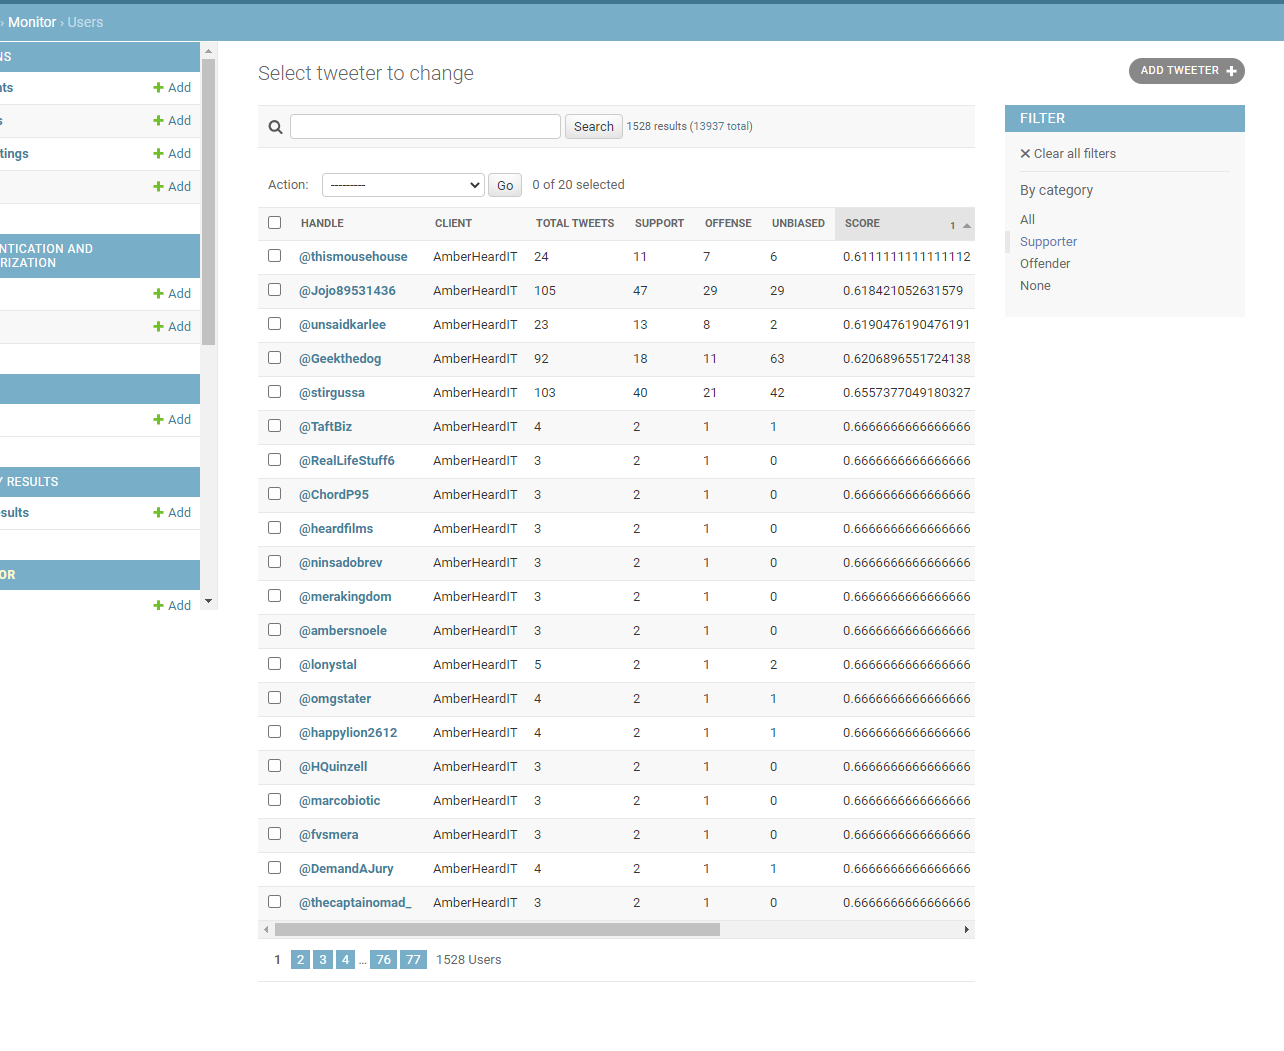 › Monitor › Users
NS
nts
+ Add
s
+ Add
tings
+ Add
+ Add
NTICATION AND
RIZATION
+ Add
+ Add
+ Add
Y RESULTS
esults
+ Add
OR
+ Add
Select tweeter to change
ADD TWEETER +
Search 1528 results (13937 total)
Action: --------- Go 0 of 20 selected
HANDLE CLIENT TOTAL TWEETS SUPPORT OFFENSE UNBIASED SCORE 1
@thismousehouse AmberHeardIT 24 11 7 6 0.6111111111111112
@Jojo89531436 AmberHeardIT 105 47 29 29 0.618421052631579
@unsaidkarlee AmberHeardIT 23 13 8 2 0.6190476190476191
@Geekthedog AmberHeardIT 92 18 11 63 0.6206896551724138
@stirgussa AmberHeardIT 103 40 21 42 0.6557377049180327
@TaftBiz AmberHeardIT 4 2 1 1 0.6666666666666666
@RealLifeStuff6 AmberHeardIT 3 2 1 0 0.6666666666666666
@ChordP95 AmberHeardIT 3 2 1 0 0.6666666666666666
@heardfilms AmberHeardIT 3 2 1 0 0.6666666666666666
@ninsadobrev AmberHeardIT 3 2 1 0 0.6666666666666666
@merakingdom AmberHeardIT 3 2 1 0 0.6666666666666666
@ambersnoele AmberHeardIT 3 2 1 0 0.6666666666666666
@lonystal AmberHeardIT 5 2 1 2 0.6666666666666666
@omgstater AmberHeardIT 4 2 1 1 0.6666666666666666
@happylion2612 AmberHeardIT 4 2 1 1 0.6666666666666666
@HQuinzell AmberHeardIT 3 2 1 0 0.6666666666666666
@marcobiotic AmberHeardIT 3 2 1 0 0.6666666666666666
@fvsmera AmberHeardIT 3 2 1 0 0.6666666666666666
@DemandAJury AmberHeardIT 4 2 1 1 0.6666666666666666
@thecaptainomad_ AmberHeardIT 3 2 1 0 0.6666666666666666
1 2 3 4 ... 76 77 1528 Users
FILTER
✕ Clear all filters
By category
All
Supporter
Offender
None